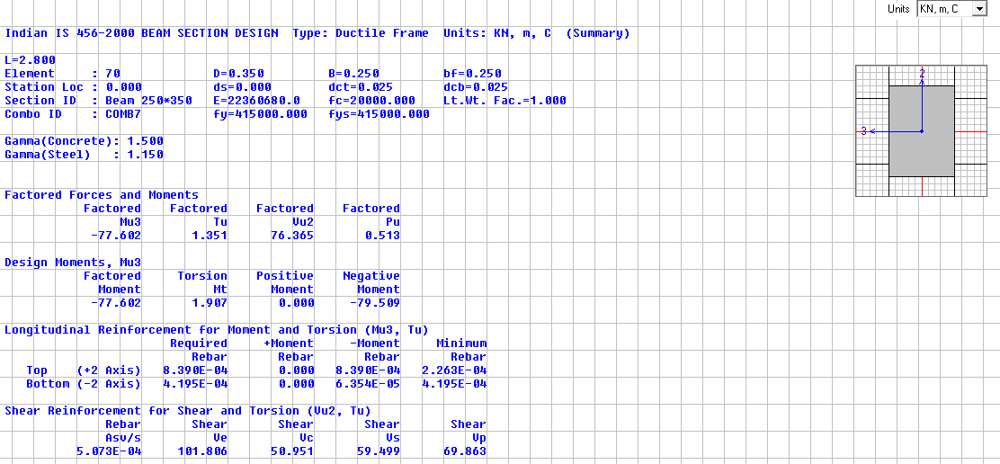 Units KN, m, C
Indian IS 456-2000 BEAM SECTION DESIGN Type: Ductile Frame Units: KN, m, C (Summary)
L=2.800
Element : 70 D=0.350 B=0.250 bf=0.250
Station Loc : 0.000 ds=0.000 dct=0.025 dcb=0.025
Section ID : Beam 250*350 E=22360680.0 fc=20000.000 Lt.Wt. Fac.=1.000
Combo ID : COMB7 fy=415000.000 fys=415000.000
Gamma(Concrete): 1.500
Gamma(Steel) : 1.150
2
3
Factored Forces and Moments
Factored Factored Factored Factored
Mu3 Tu Vu2 Pu
-77.602 1.351 76.365 0.513
Design Moments, Mu3
Factored Torsion Positive Negative
Moment Mt Moment Moment
-77.602 1.907 0.000 -79.509
Longitudinal Reinforcement for Moment and Torsion (Mu3, Tu)
Required +Moment -Moment Minimum
Rebar Rebar Rebar Rebar
Top (+2 Axis) 8.390E-04 0.000 8.390E-04 2.263E-04
Bottom (-2 Axis) 4.195E-04 0.000 6.354E-05 4.195E-04
Shear Reinforcement for Shear and Torsion (Vu2, Tu)
Rebar Shear Shear Shear Shear
Asv/s Ve Vc Vs Vp
5.073E-04 101.806 50.951 59.499 69.863